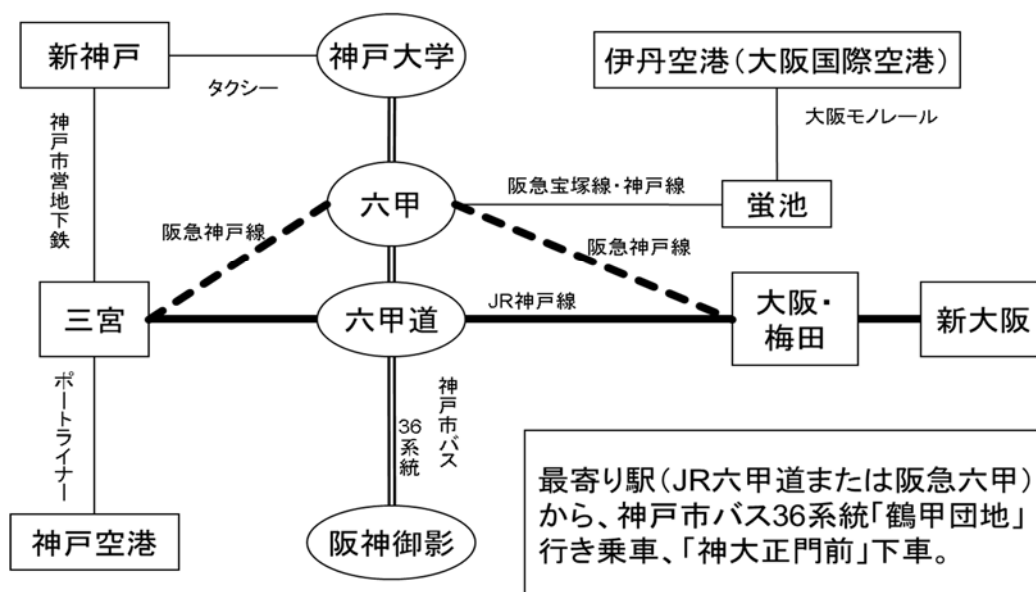 新神戸
タクシー
神戸大学
伊丹空港(大阪国際空港)
大阪モノレール
神戸市営地下鉄
六甲
阪急宝塚線・神戸線
蛍池
阪急神戸線
阪急神戸線
三宮
六甲道
JR神戸線
大阪・
梅田
新大阪
ポートライナー
神戸市バス
36系統
神戸空港
阪神御影
最寄り駅(JR六甲道または阪急六甲)
から、神戸市バス36系統「鶴甲団地」
行き乗車、「神大正門前」下車。